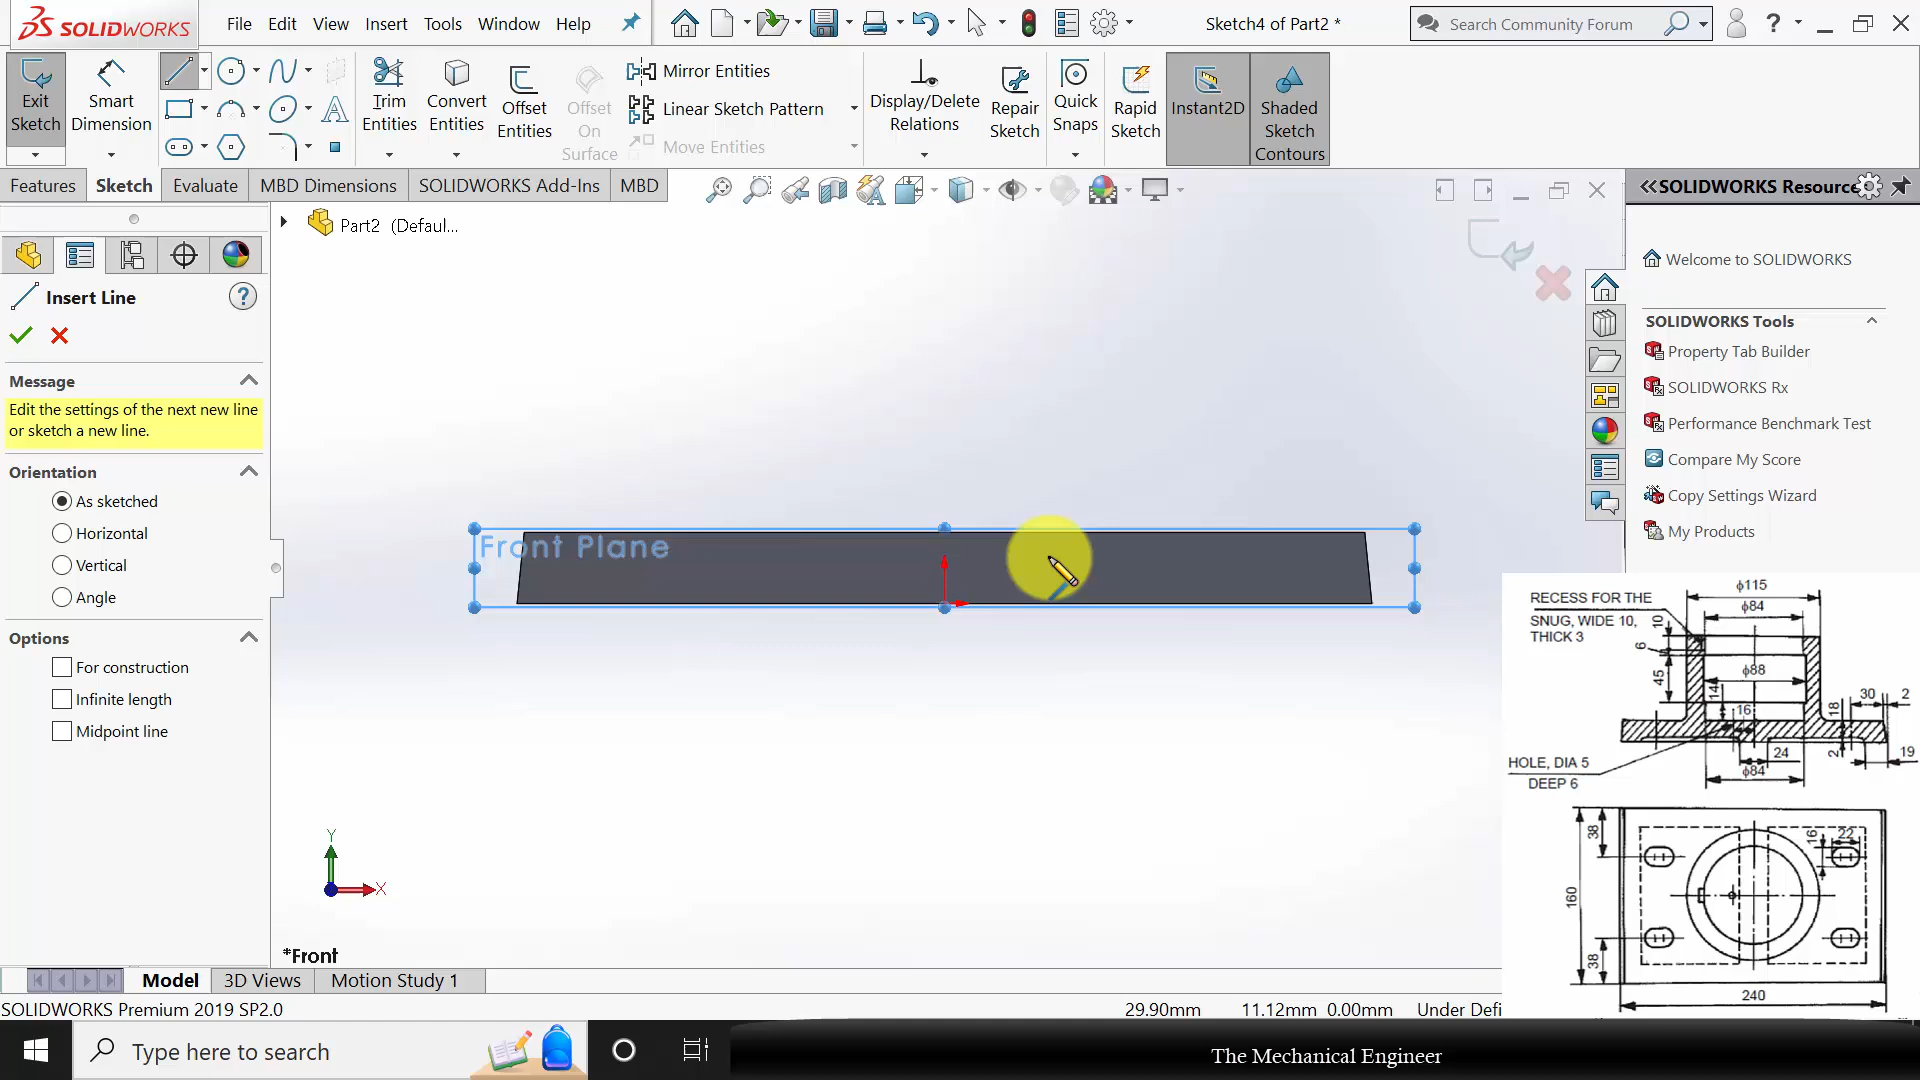 SOLIDWORKS
File Edit View Insert Tools Window Help
Sketch4 of Part2 *
Search Community Forum
Exit Sketch
Smart Dimension
Trim Entities
Convert Entities
Offset Entities
Offset On Surface
Mirror Entities
Linear Sketch Pattern
Move Entities
Display/Delete Relations
Repair Sketch
Quick Snaps
Rapid Sketch
Instant2D
Shaded Sketch Contours
Features Sketch Evaluate MBD Dimensions SOLIDWORKS Add-Ins MBD
Part2 (Defaul...
Insert Line
Message
Edit the settings of the next new line
or sketch a new line.
Orientation
As sketched
Horizontal
Vertical
Angle
Options
For construction
Infinite length
Midpoint line
Front Plane
Y
X
*Front
SOLIDWORKS Resource
Welcome to SOLIDWORKS
SOLIDWORKS Tools
Property Tab Builder
SOLIDWORKS Rx
Performance Benchmark Test
Compare My Score
Copy Settings Wizard
My Products
RECESS FOR THE
SNUG, WIDE 10,
THICK 3
ϕ115
ϕ84
10
6
45
ϕ88
14
16
18
30
2
24
2
19
ϕ84
HOLE, DIA 5
DEEP 6
38
16
22
160
38
240
Model 3D Views Motion Study 1
SOLIDWORKS Premium 2019 SP2.0
29.90mm 11.12mm 0.00mm Under Defi
Type here to search
The Mechanical Engineer